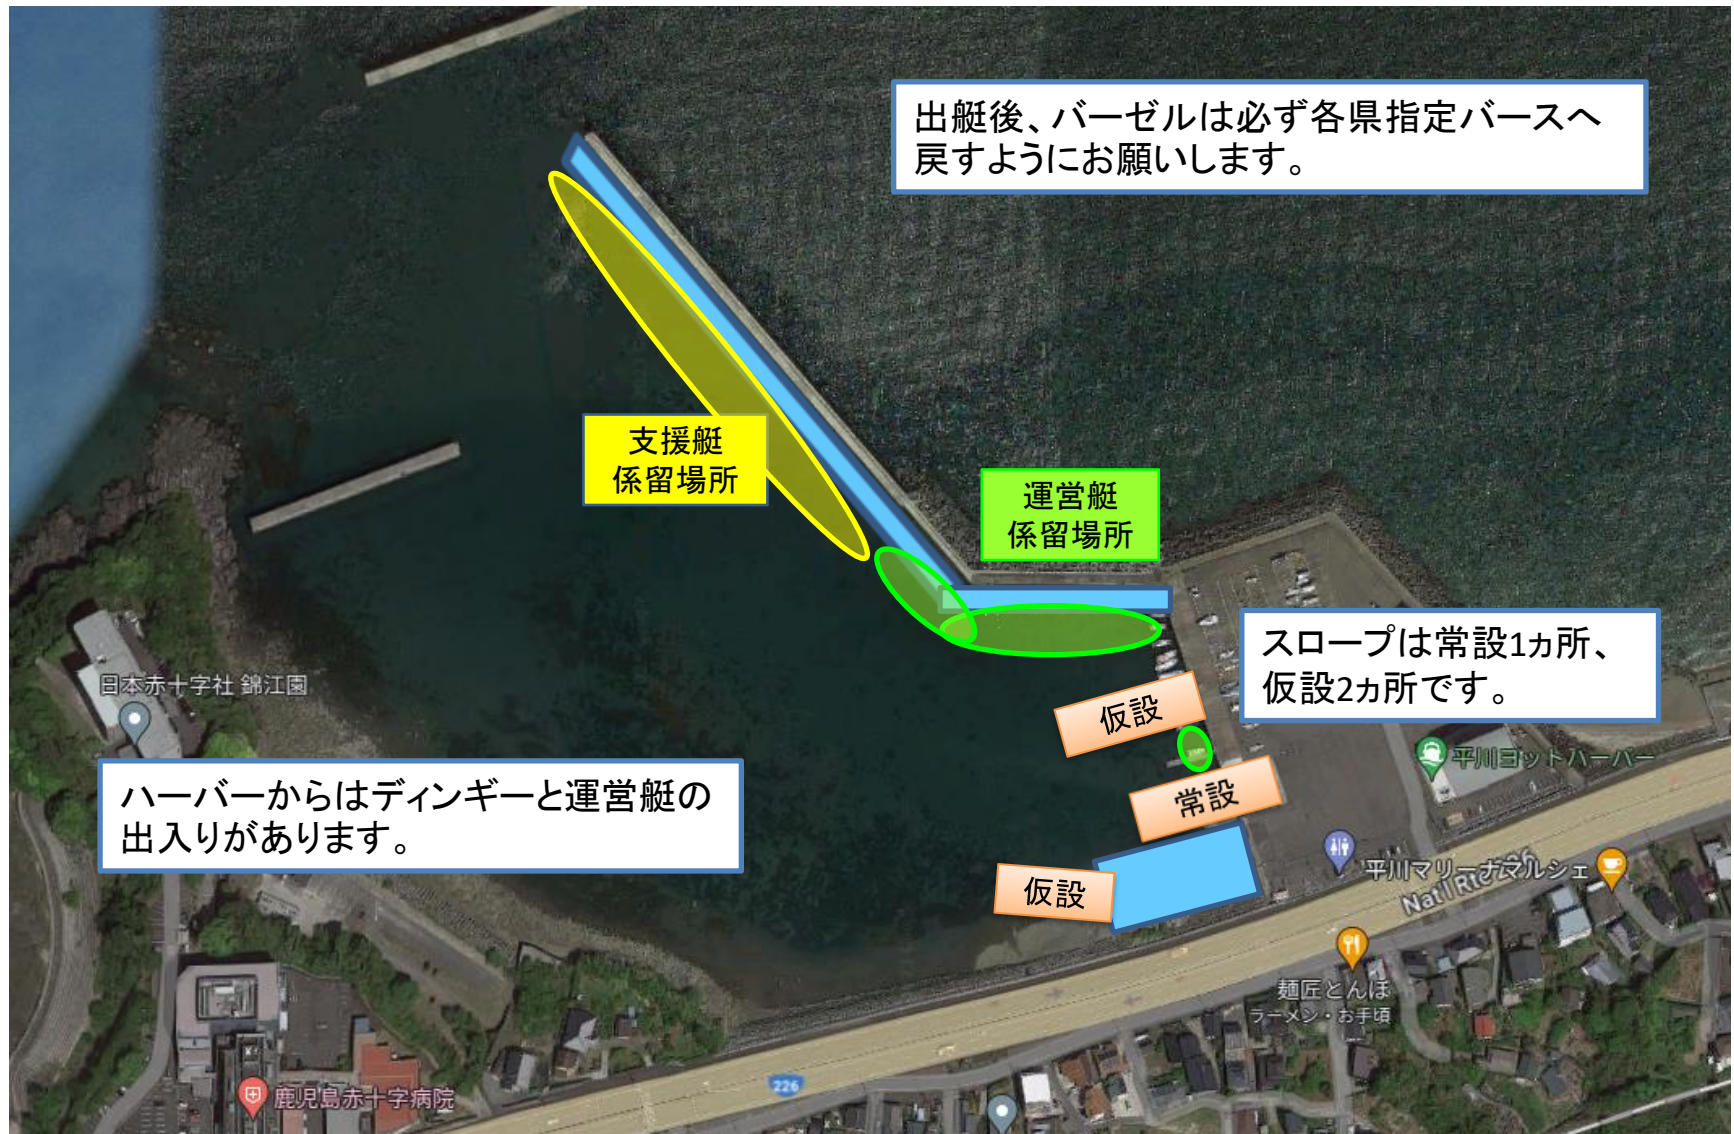 出艇後、バーゼルは必ず各県指定バースへ
戻すようにお願いします。
支援艇
係留場所
運営艇
係留場所
スロープは常設1ヵ所、
仮設2ヵ所です。
日本赤十字社 錦江園
仮設
平川ヨットハーバー
ハーバーからはディンギーと運営艇の
出入りがあります。
常設
平川マリーナマルシェ
仮設
Nat'l Rte 226
麺匠とんぼ
ラーメン・お手頃
226
鹿児島赤十字病院